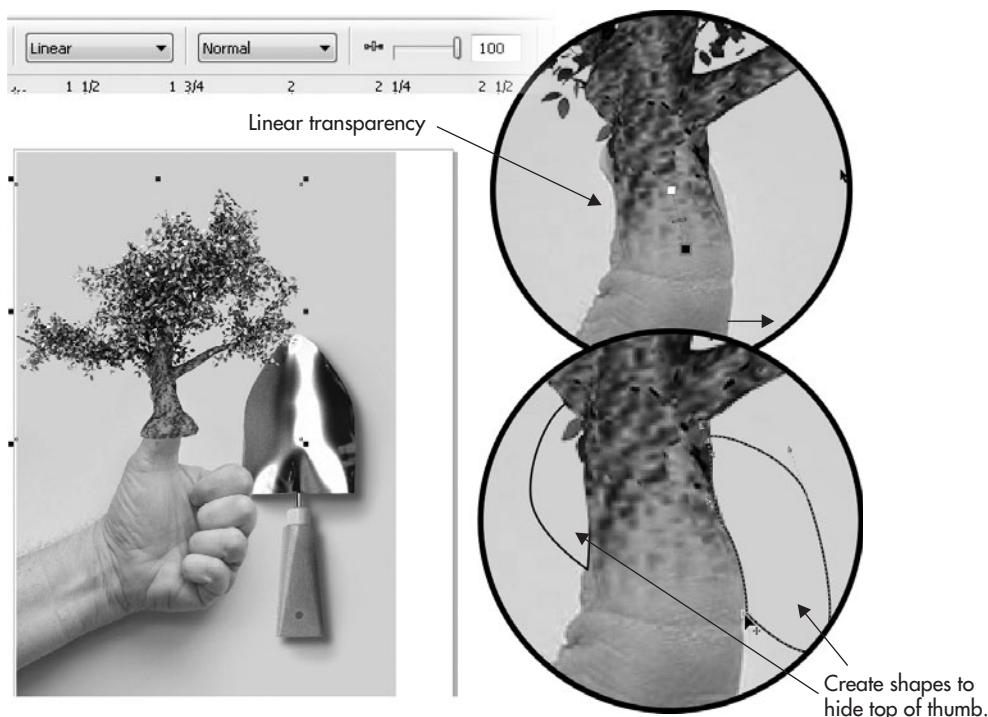 Linear Normal 100
1 1/2 1 3/4 2 2 1/4 2 1/2
Linear transparency
Create shapes to
hide top of thumb.